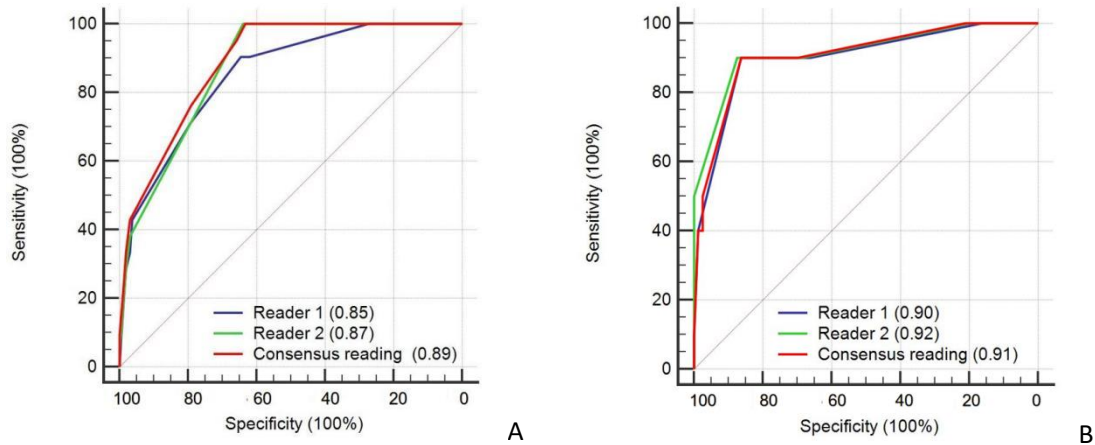 100
80
60
40
20
0
Sensitivity (100%)
Reader 1 (0.85)
Reader 2 (0.87)
Consensus reading (0.89)
100 80 60 40 20 0
Specificity (100%)
A
100
80
60
40
20
0
Sensitivity (100%)
Reader 1 (0.90)
Reader 2 (0.92)
Consensus reading (0.91)
100 80 60 40 20 0
Specificity (100%)
B